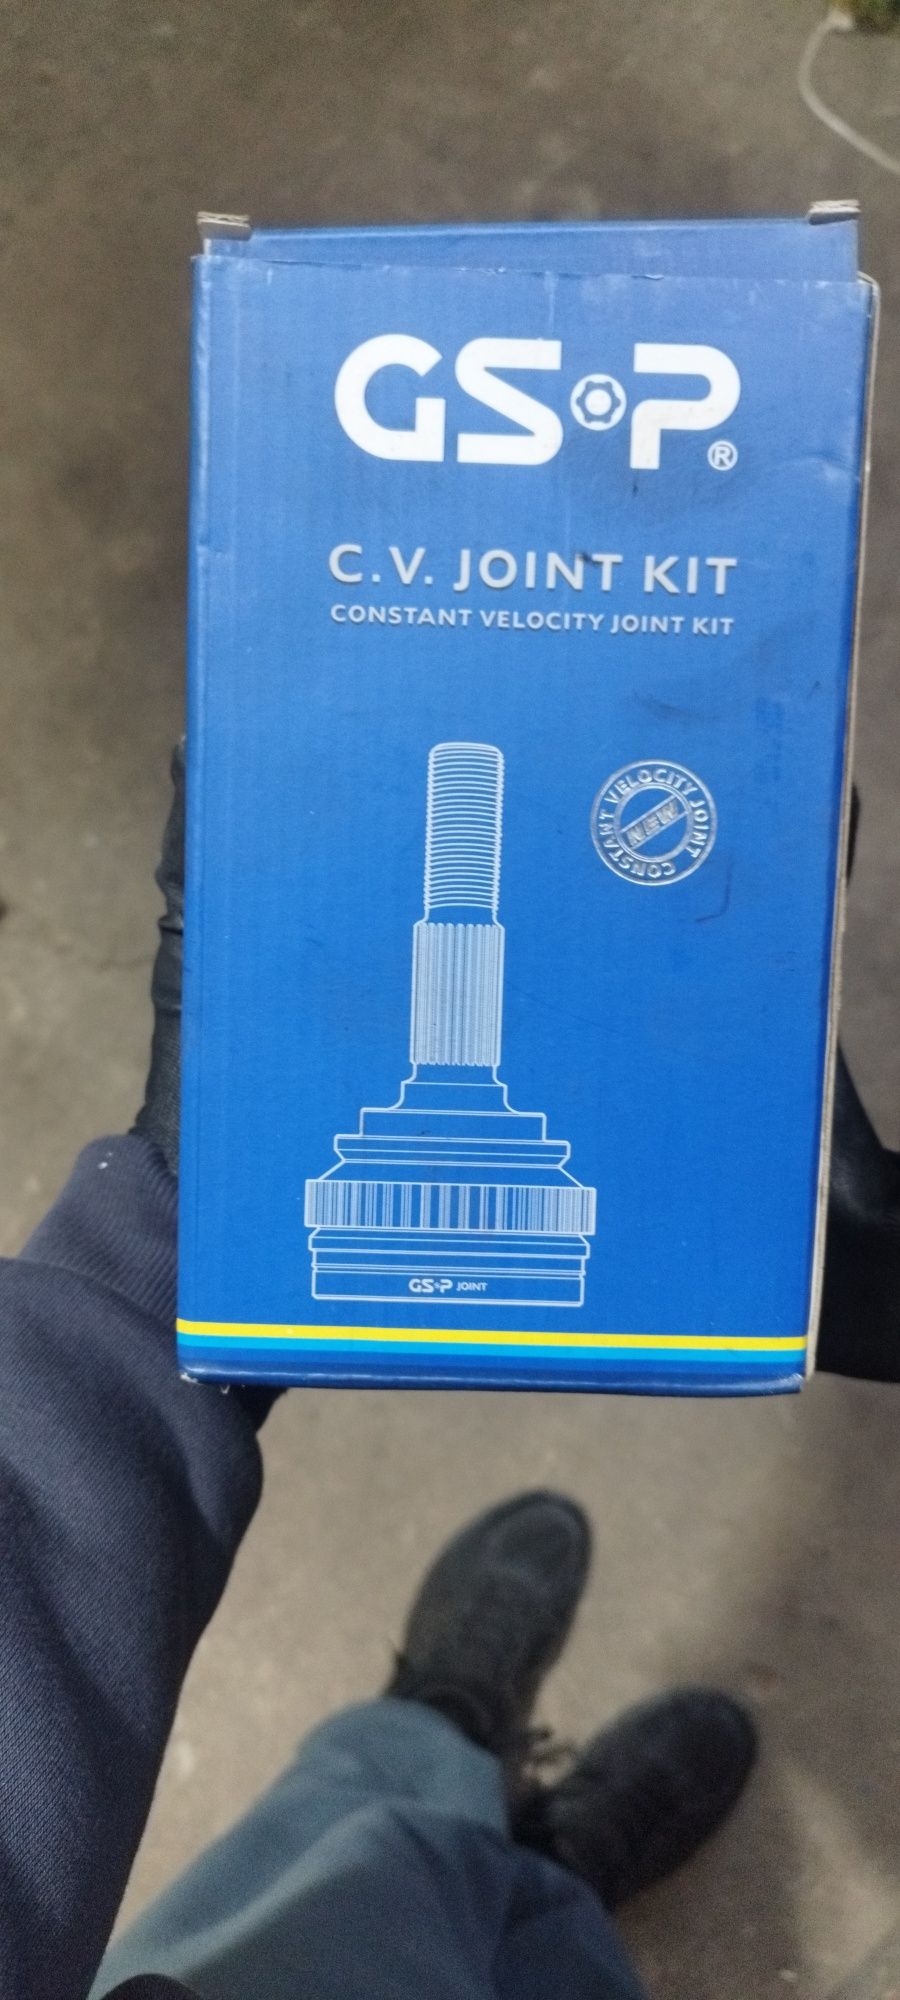 GSP®
C.V. JOINT KIT
CONSTANT VELOCITY JOINT KIT
CONSTANT VELOCITY JOINT
NEW
GSP JOINT